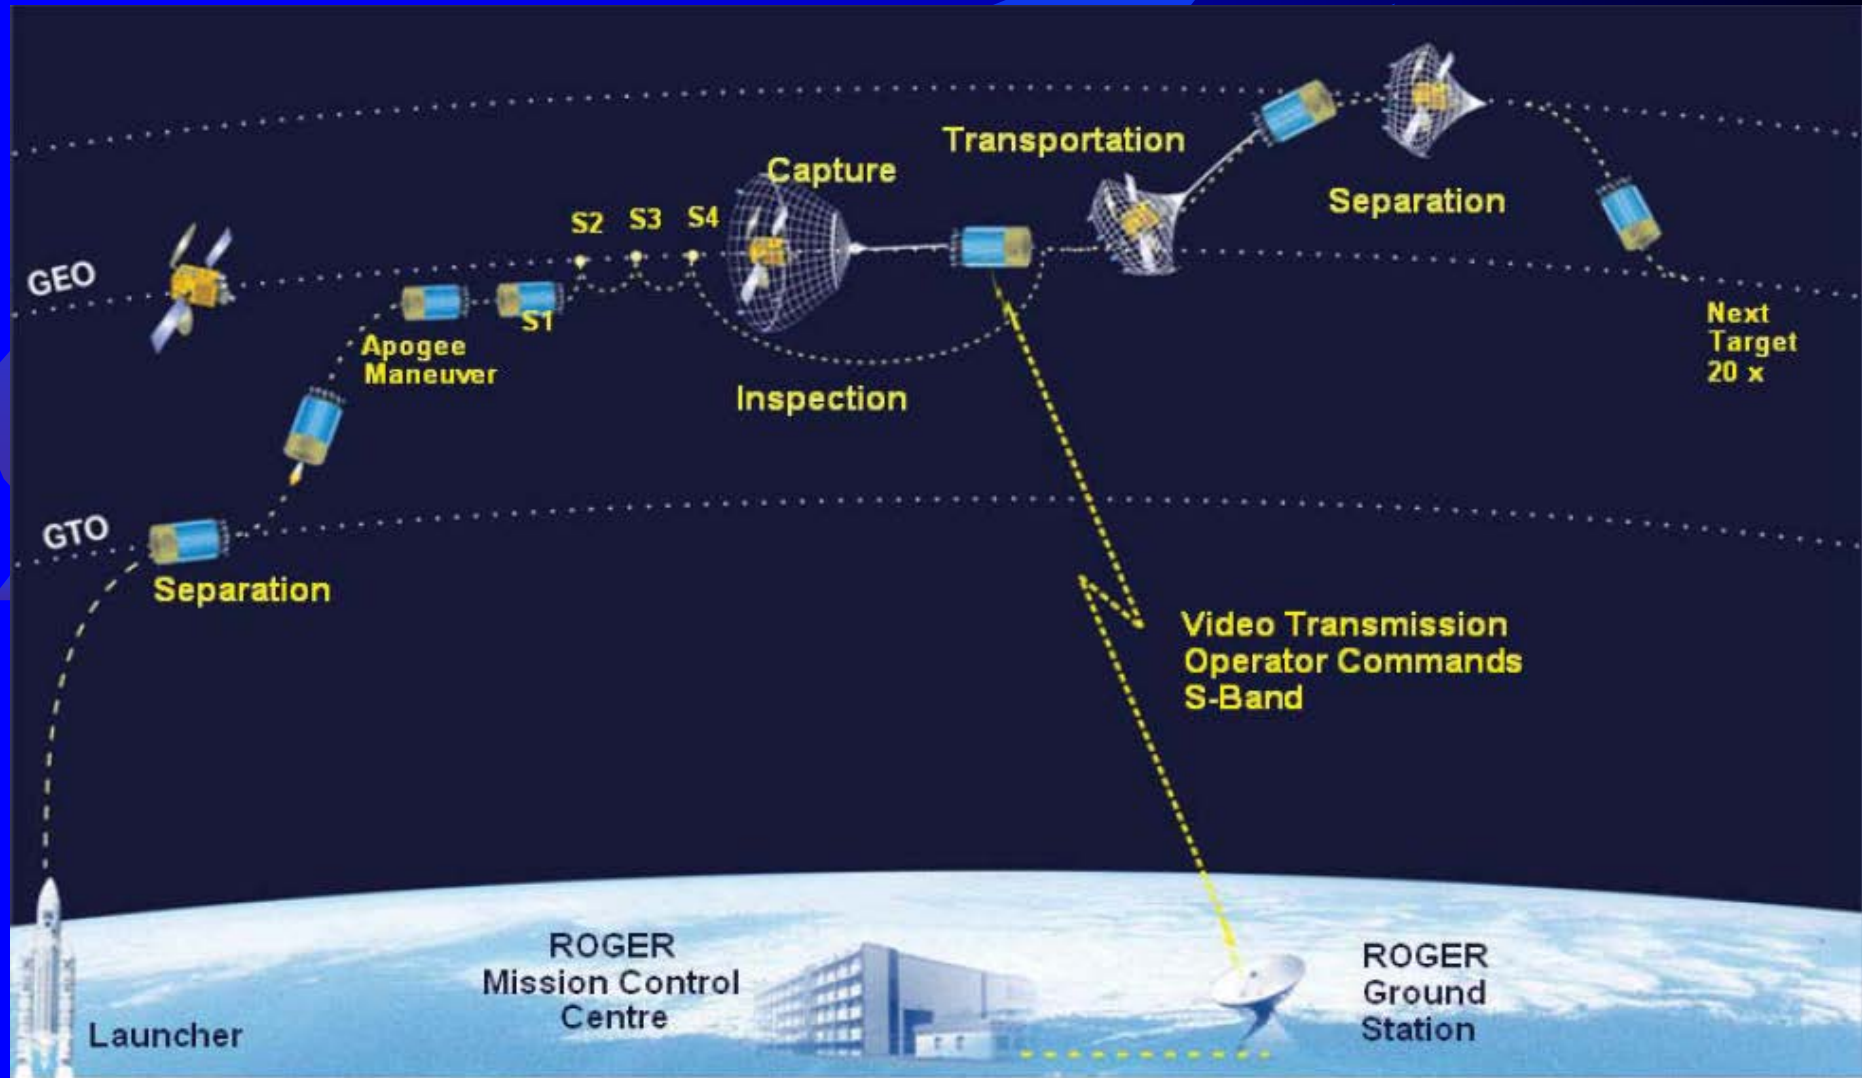 Transportation
Capture
Separation
S2
S3
S4
GEO
S1
Apogee
Maneuver
Next
Target
20 x
Inspection
GTO
Separation
Video Transmission
Operator Commands
S-Band
ROGER
Mission Control
Centre
ROGER
Ground
Station
Launcher